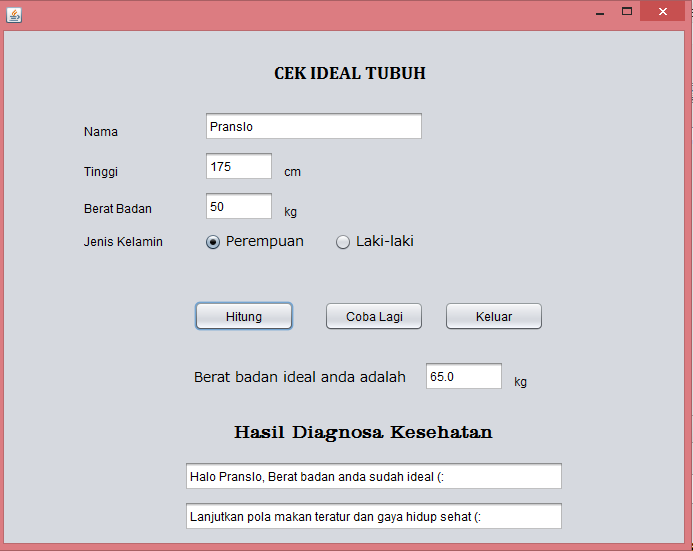 CEK IDEAL TUBUH
Nama Pranslo
Tinggi 175 cm
Berat Badan 50 kg
Jenis Kelamin Perempuan Laki-laki
Hitung Coba Lagi Keluar
Berat badan ideal anda adalah 65.0 kg
Hasil Diagnosa Kesehatan
Halo Pranslo, Berat badan anda sudah ideal (:
Lanjutkan pola makan teratur dan gaya hidup sehat (: